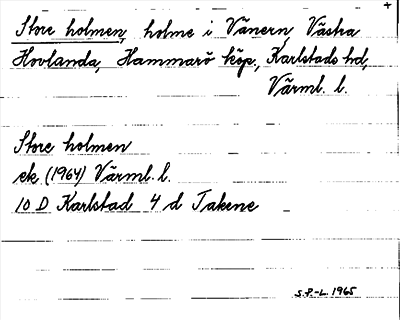 Store holmen, holme i Vänern, Västra
Hovlanda, Hammarö köp., Karlstads hd,
Värml. l.
Store holmen
ek (1964) Värml. l.
10 D Karlstad 4 d Takene
S.P-L. 1965